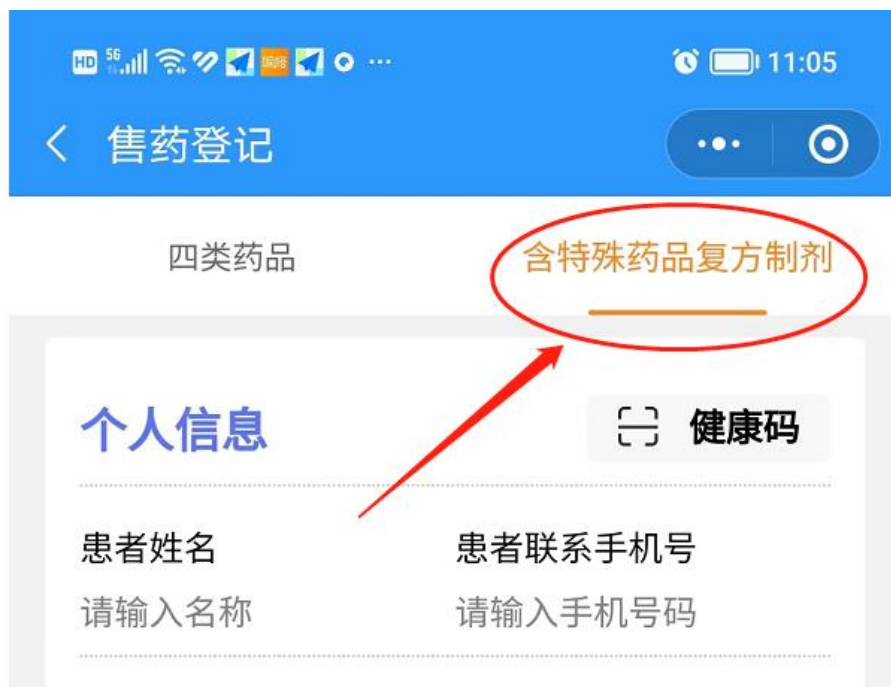 HD 5G 11:05
售药登记
四类药品 含特殊药品复方制剂
个人信息 健康码
患者姓名 患者联系手机号
请输入名称 请输入手机号码